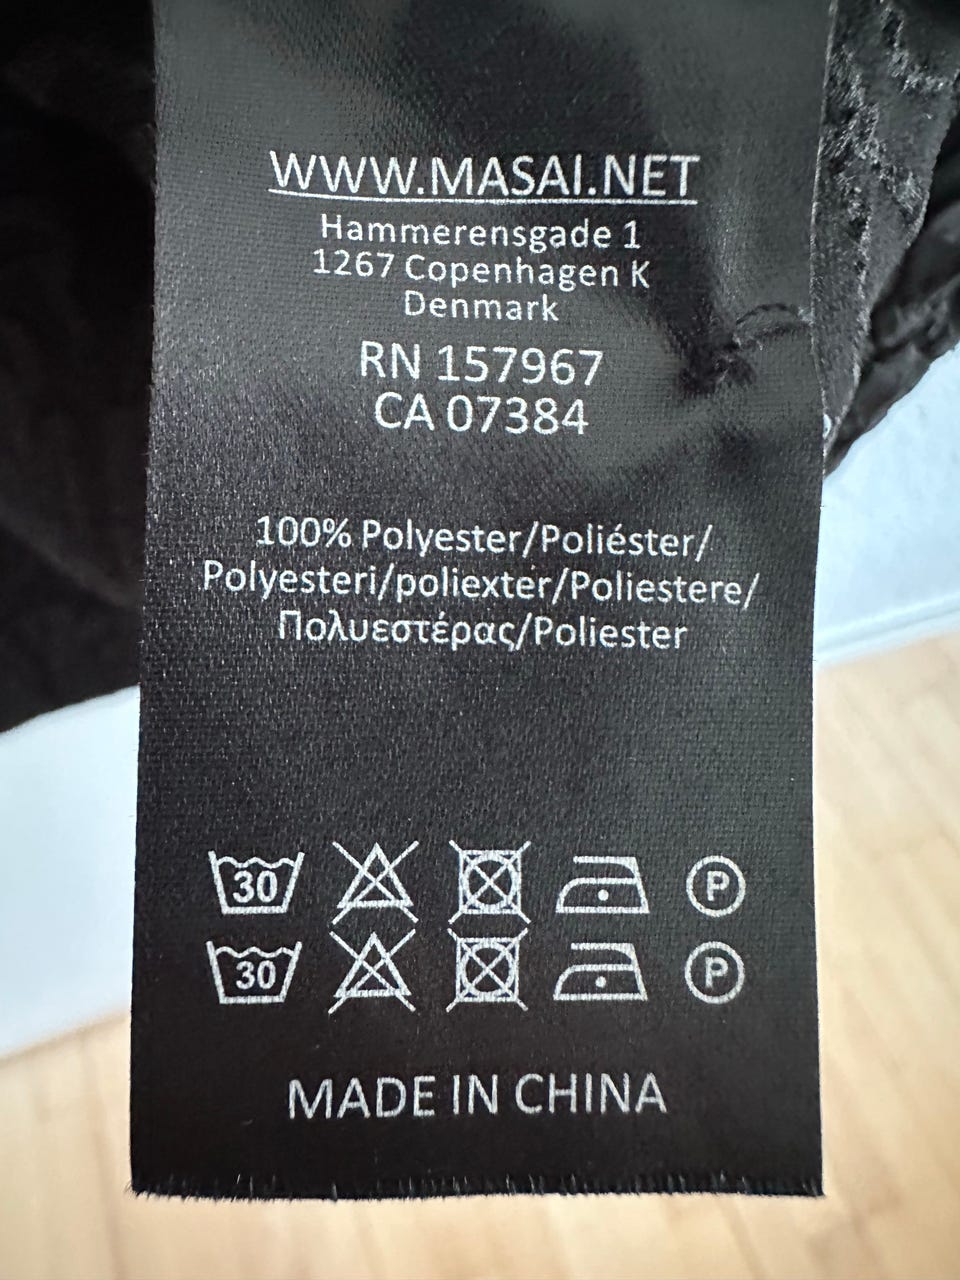 WWW.MASAI.NET
Hammerensgade 1
1267 Copenhagen K
Denmark
RN 157967
CA 07384
100% Polyester/Poliéster/
Polyesteri/poliexter/Poliestere/
Πολυεστέρας/Poliester
30 P
30 P
MADE IN CHINA